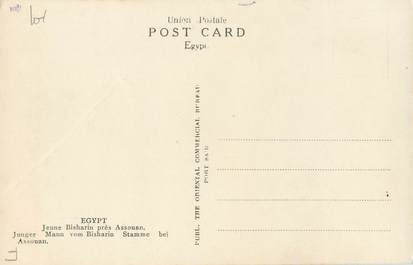 Union Postale
POST CARD
Egypt
PUBL. THE ORIENTAL COMMERCIAL BUREAU
PORT SAID
EGYPT
Jeune Bisharin près Assouan.
Junger Mann vom Bisharin Stamme bei
Assouan.